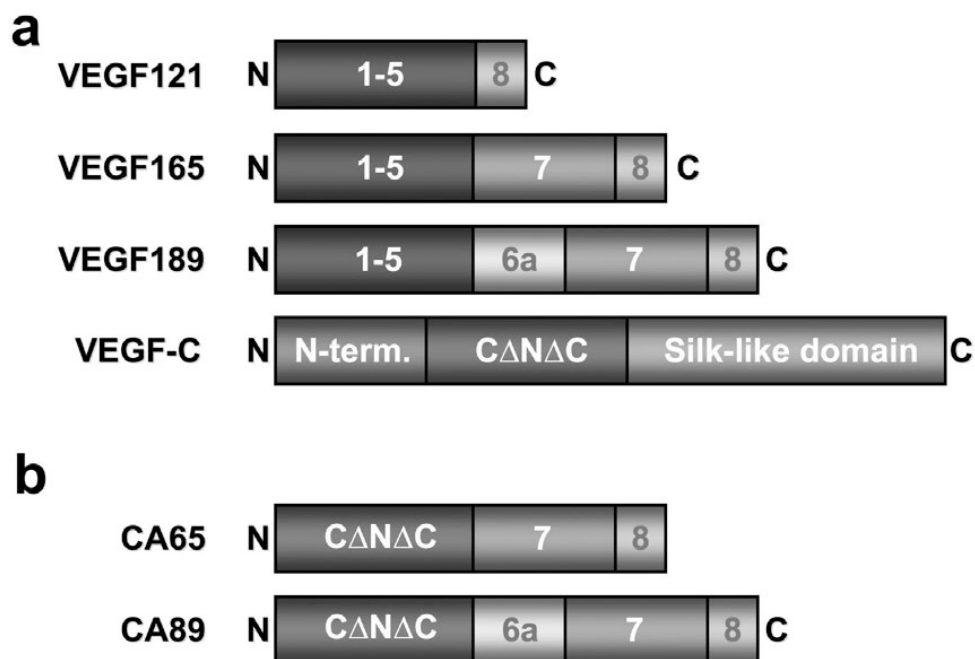 a
VEGF121 N 1-5 8 C
VEGF165 N 1-5 7 8 C
VEGF189 N 1-5 6a 7 8 C
VEGF-C N N-term. CΔNΔC Silk-like domain C
b
CA65 N CΔNΔC 7 8
CA89 N CΔNΔC 6a 7 8 C